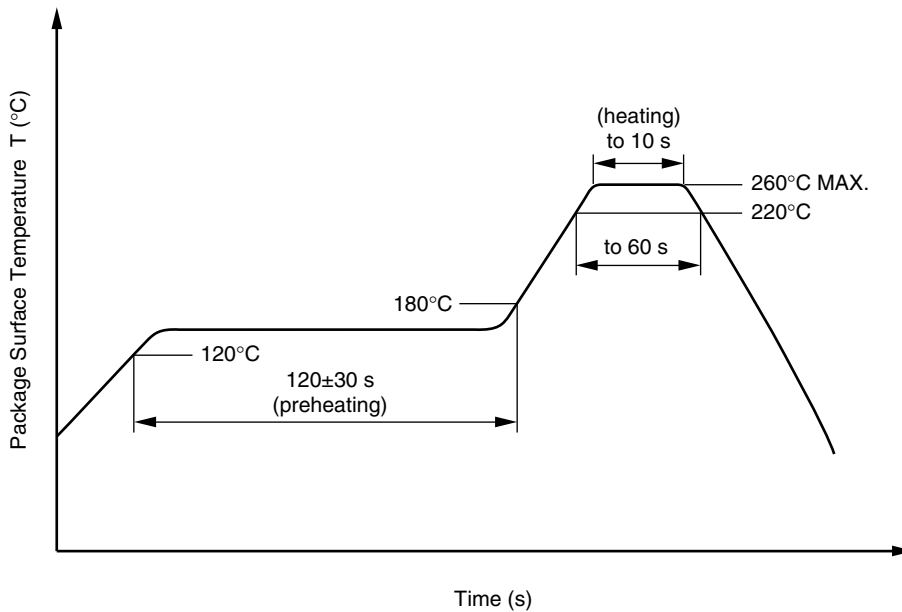 Package Surface Temperature T (°C)
(heating)
to 10 s
260°C MAX.
220°C
to 60 s
180°C
120°C
120±30 s
(preheating)
Time (s)